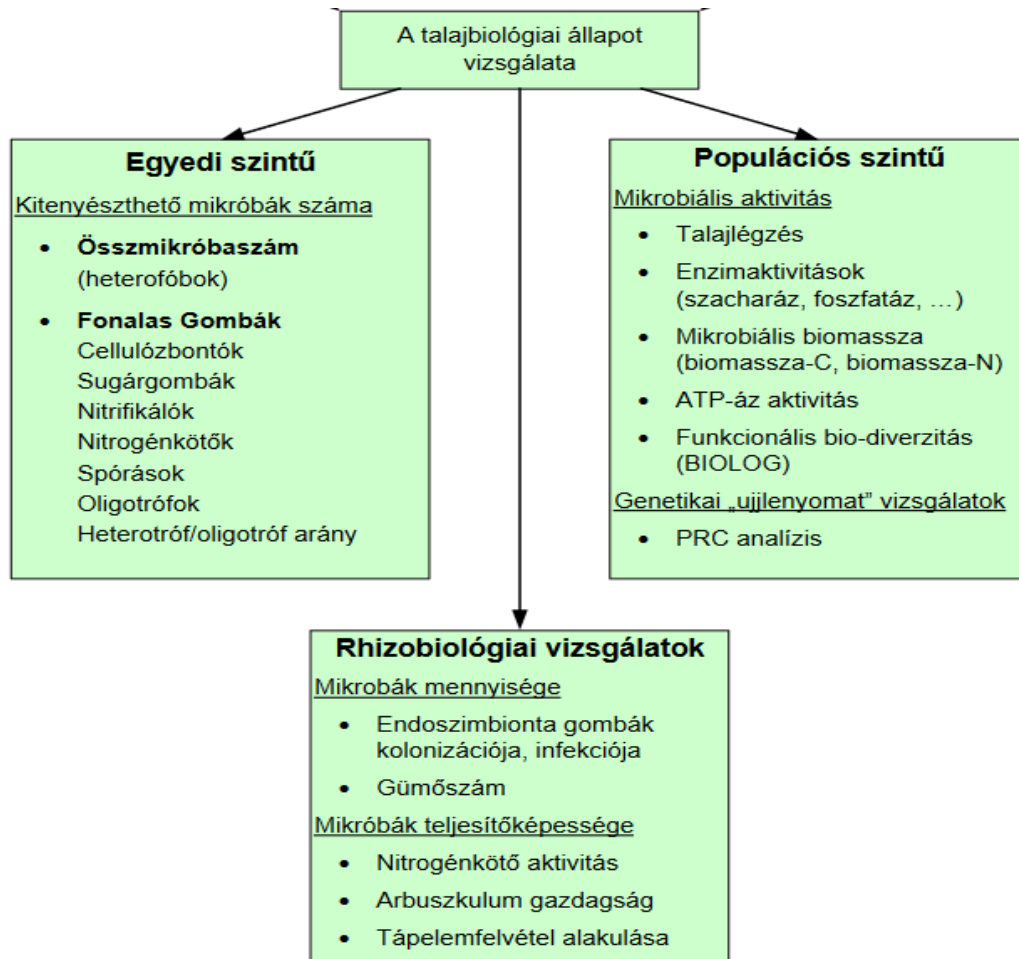 A talajbiológiai állapot
vizsgálata
Egyedi szintű
Kitenyészthető mikróbák száma
• Összmikróbaszám
(heterofóbok)
• Fonalas Gombák
Cellulózbontók
Sugárgombák
Nitrifikálók
Nitrogénkötők
Spórások
Oligotrófok
Heterotróf/oligotróf arány
Populációs szintű
Mikrobiális aktivitás
• Talajlégzés
• Enzimaktivitások
(szacharáz, foszfatáz, …)
• Mikrobiális biomassza
(biomassza-C, biomassza-N)
• ATP-áz aktivitás
• Funkcionális bio-diverzitás
(BIOLOG)
Genetikai „ujjlenyomat” vizsgálatok
• PRC analízis
Rhizobiológiai vizsgálatok
Mikrobák mennyisége
• Endoszimbionta gombák
kolonizációja, infekciója
• Gümőszám
Mikróbák teljesítőképessége
• Nitrogénkötő aktivitás
• Arbuszkulum gazdagság
• Tápelemfelvétel alakulása